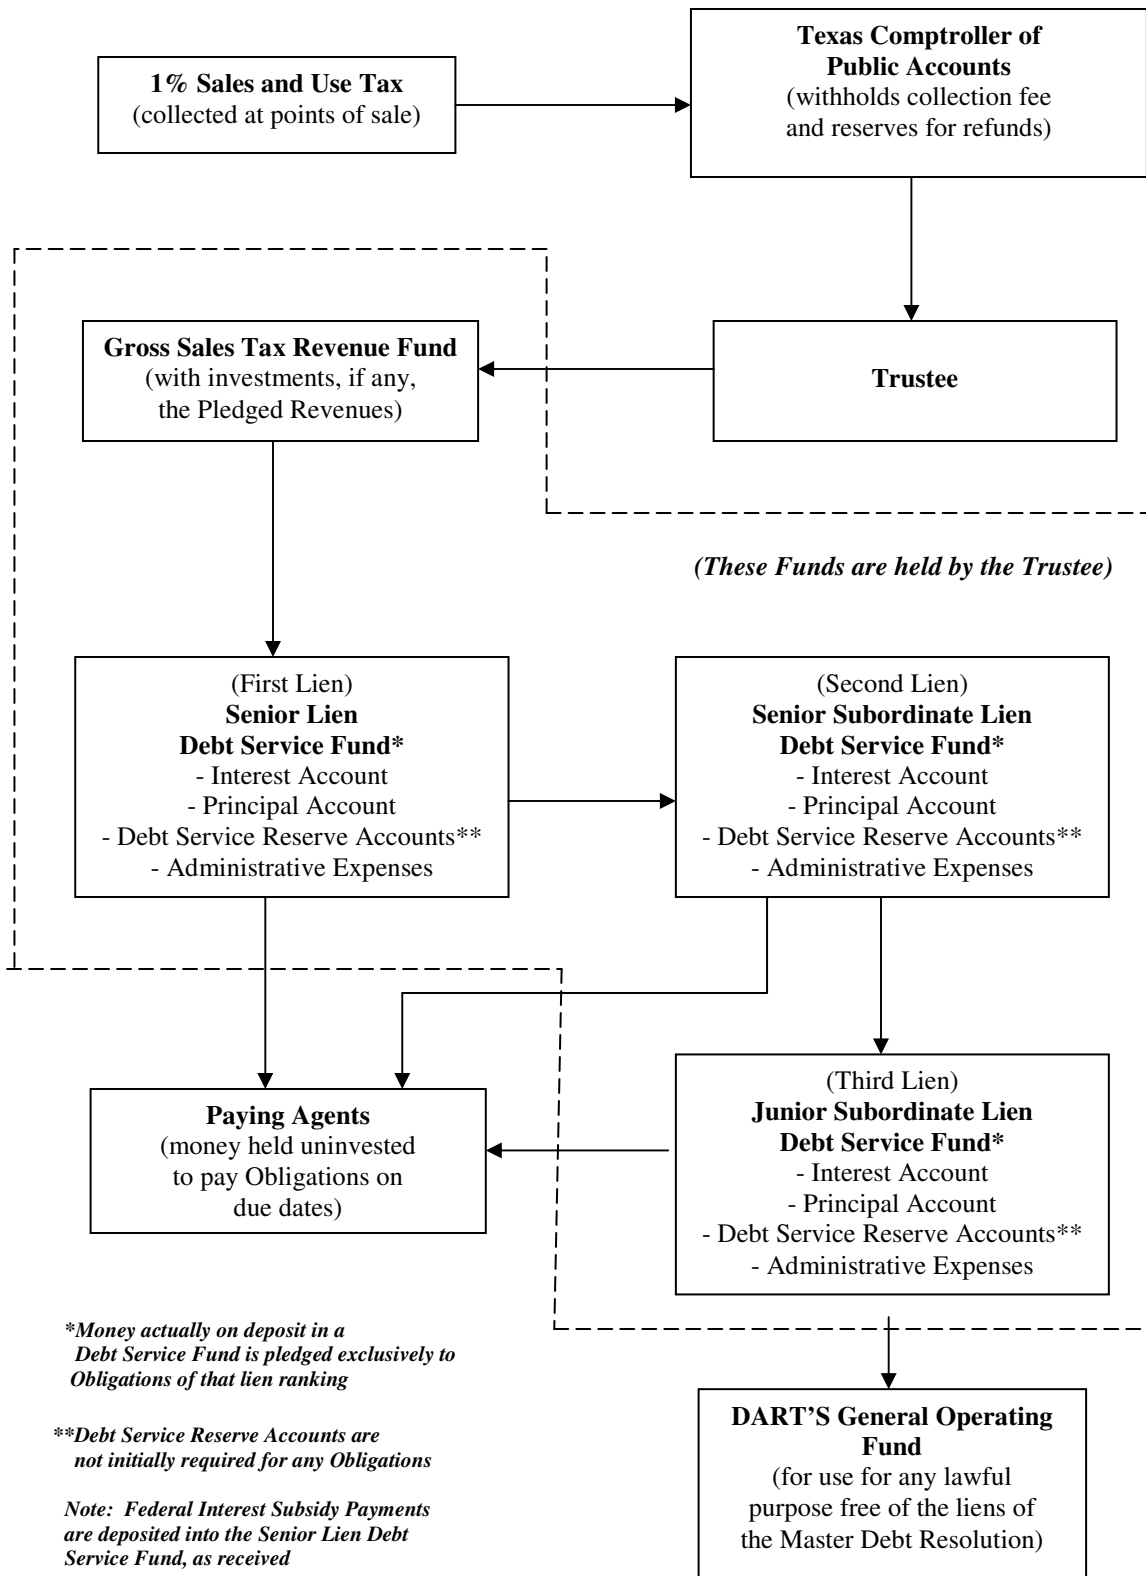 1% Sales and Use Tax
(collected at points of sale)
Texas Comptroller of
Public Accounts
(withholds collection fee
and reserves for refunds)
Gross Sales Tax Revenue Fund
(with investments, if any,
the Pledged Revenues)
Trustee
(These Funds are held by the Trustee)
(First Lien)
Senior Lien
Debt Service Fund*
- Interest Account
- Principal Account
- Debt Service Reserve Accounts**
- Administrative Expenses
(Second Lien)
Senior Subordinate Lien
Debt Service Fund*
- Interest Account
- Principal Account
- Debt Service Reserve Accounts**
- Administrative Expenses
Paying Agents
(money held uninvested
to pay Obligations on
due dates)
(Third Lien)
Junior Subordinate Lien
Debt Service Fund*
- Interest Account
- Principal Account
- Debt Service Reserve Accounts**
- Administrative Expenses
*Money actually on deposit in a
Debt Service Fund is pledged exclusively to
Obligations of that lien ranking
**Debt Service Reserve Accounts are
not initially required for any Obligations
Note: Federal Interest Subsidy Payments
are deposited into the Senior Lien Debt
Service Fund, as received
DART'S General Operating
Fund
(for use for any lawful
purpose free of the liens of
the Master Debt Resolution)